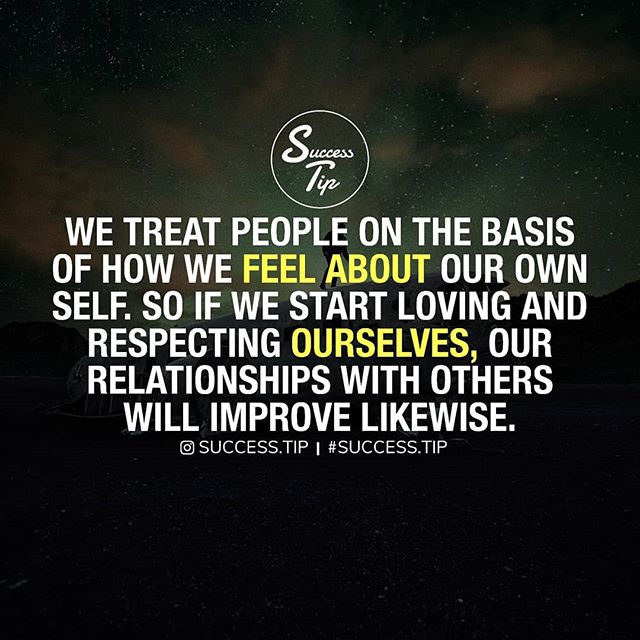 Success
Tip
WE TREAT PEOPLE ON THE BASIS
OF HOW WE FEEL ABOUT OUR OWN
SELF. SO IF WE START LOVING AND
RESPECTING OURSELVES, OUR
RELATIONSHIPS WITH OTHERS
WILL IMPROVE LIKEWISE.
SUCCESS.TIP | #SUCCESS.TIP